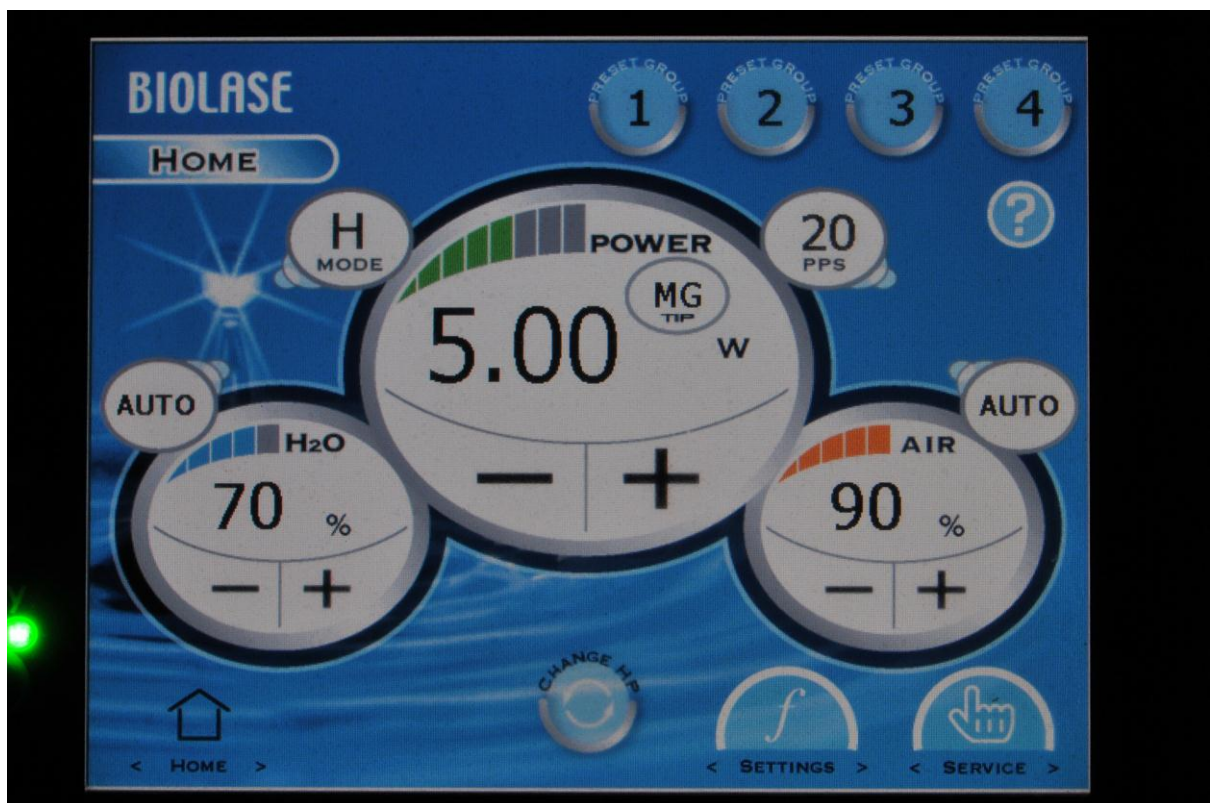 BIOLASE
HOME
PRESET GROUP 1
PRESET GROUP 2
PRESET GROUP 3
PRESET GROUP 4
?
H
MODE
POWER
MG
TIP
5.00 W
20
PPS
AUTO
H2O
70 %
− +
− +
AUTO
AIR
90 %
− +
CHANGE HP
f
< HOME >
< SETTINGS >
< SERVICE >